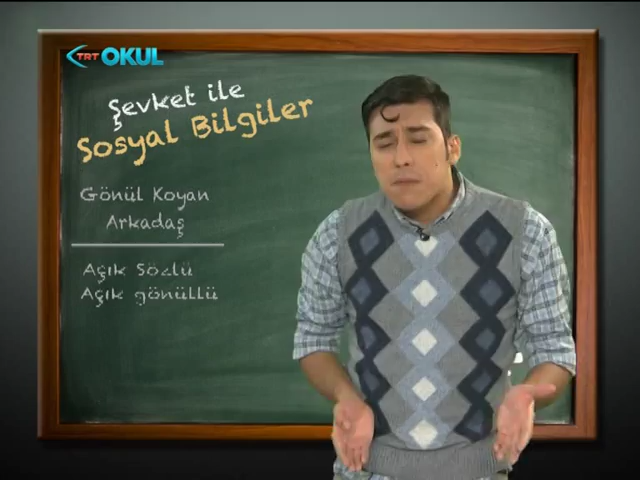 TRT OKUL
Şevket ile
Sosyal Bilgiler
Gönül Koyan
Arkadaş
Açık Sözlü
Açık gönüllü